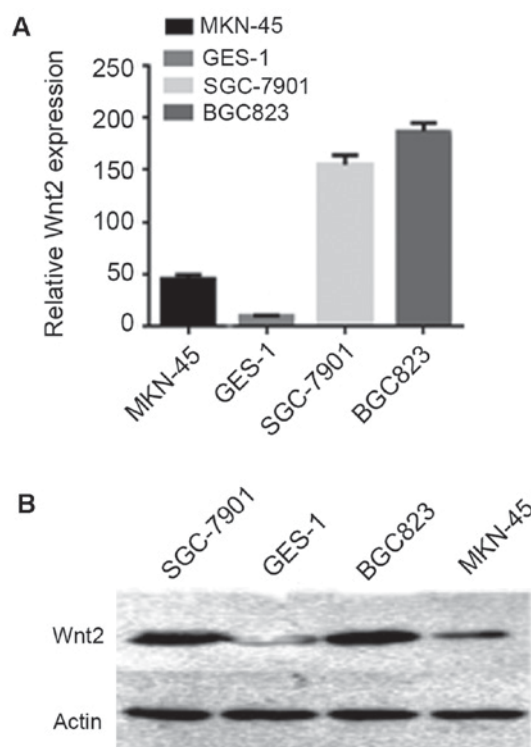 A
MKN-45
GES-1
SGC-7901
BGC823
Relative Wnt2 expression
250
200
150
100
50
0
MKN-45
GES-1
SGC-7901
BGC823
B
SGC-7901
GES-1
BGC823
MKN-45
Wnt2
Actin